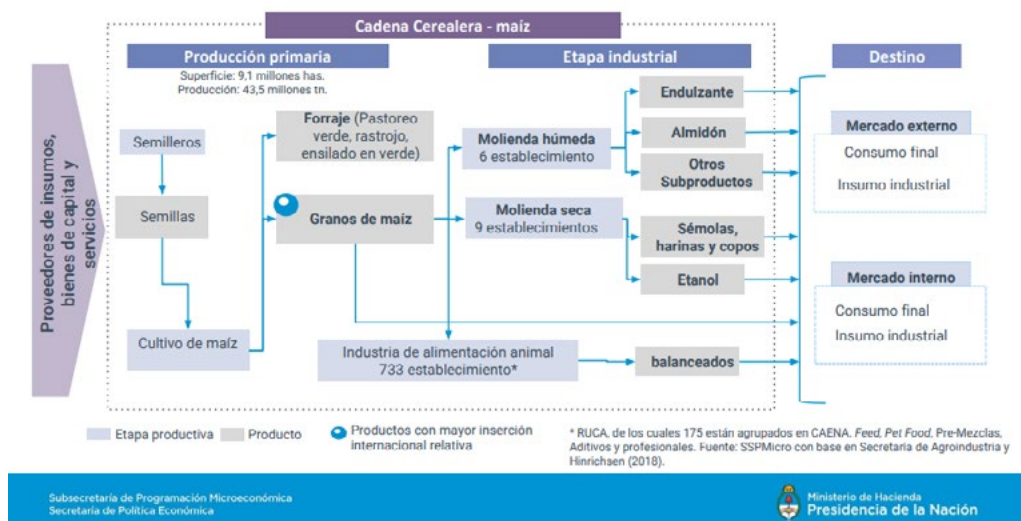 Cadena Cerealera - maíz
Producción primaria
Superficie: 9,1 millones has.
Producción: 43,5 millones tn.
Etapa industrial
Destino
Proveedores de insumos,
bienes de capital y
servicios
Semilleros
Semillas
Cultivo de maíz
Forraje (Pastoreo
verde, rastrojo,
ensilado en verde)
Granos de maíz
Molienda húmeda
6 establecimiento
Molienda seca
9 establecimientos
Industria de alimentación animal
733 establecimiento*
Endulzante
Almidón
Otros
Subproductos
Sémolas,
harinas y copos
Etanol
balanceados
Mercado externo
Consumo final
Insumo industrial
Mercado interno
Consumo final
Insumo industrial
Etapa productiva
Producto
Productos con mayor inserción
internacional relativa
* RUCA, de los cuales 175 están agrupados en CAENA. Feed, Pet Food, Pre-Mezclas,
Aditivos y profesionales. Fuente: SSPMicro con base en Secretaría de Agroindustria y
Hinrichsen (2018).
Subsecretaría de Programación Microeconómica
Secretaría de Política Económica
Ministerio de Hacienda
Presidencia de la Nación